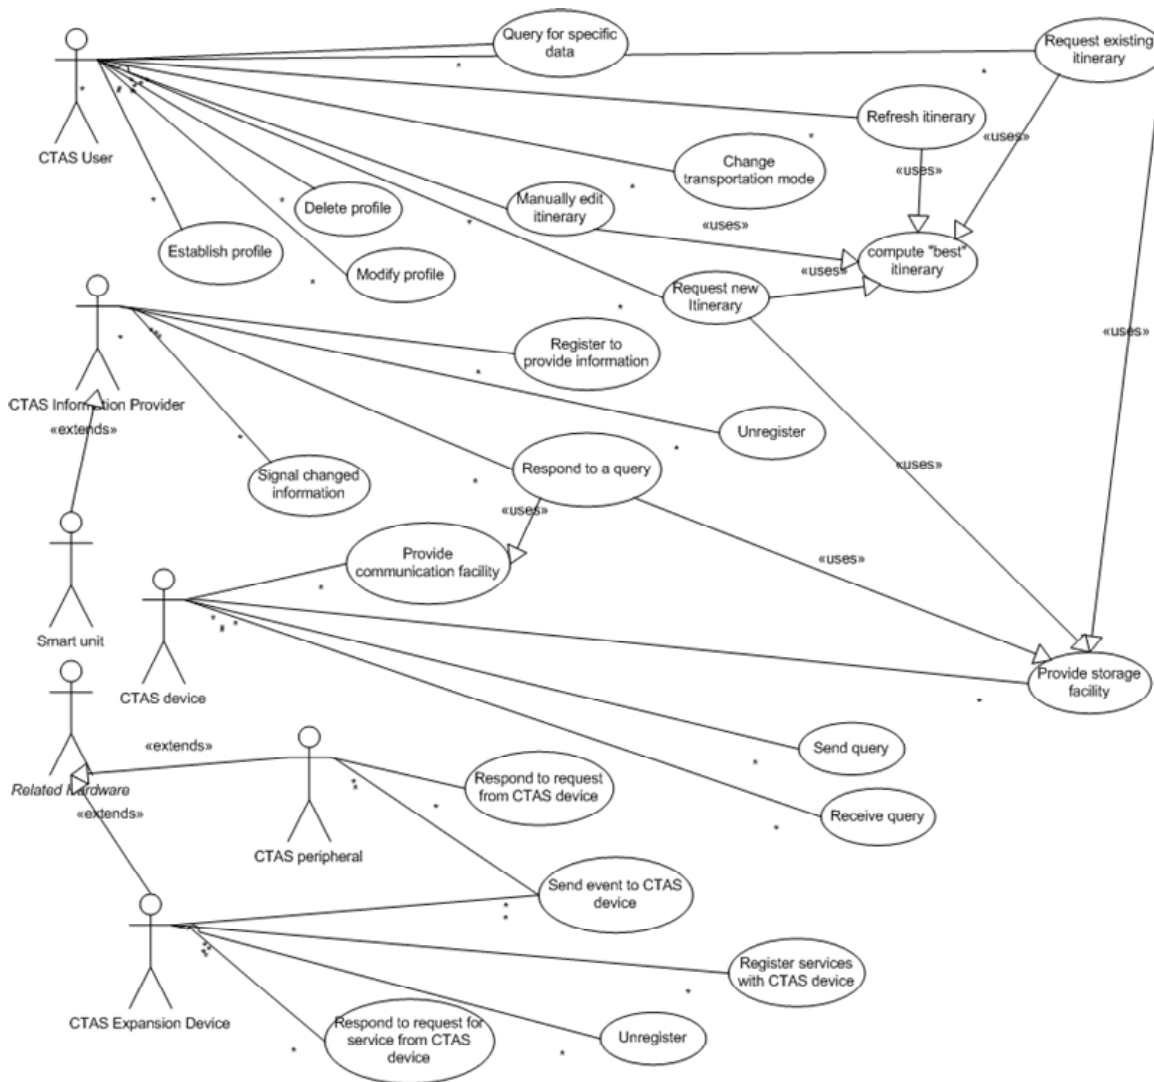 Query for specific
data
Request existing
itinerary
CTAS User
Refresh itinerary
«uses»
Change
transportation mode
«uses»
Delete profile
Manually edit
itinerary
«uses»
Establish profile
Modify profile
compute "best"
itinerary
«uses»
Request new
Itinerary
Register to
provide information
«uses»
CTAS Information Provider
«extends»
Unregister
Signal changed
information
Respond to a query
«uses»
«uses»
Provide
communication facility
«uses»
Smart unit
CTAS device
Provide storage
facility
«extends»
Send query
Related hardware
Respond to request
from CTAS device
«extends»
Receive query
CTAS peripheral
Send event to CTAS
device
Register services
with CTAS device
CTAS Expansion Device
Respond to request for
service from CTAS
device
Unregister